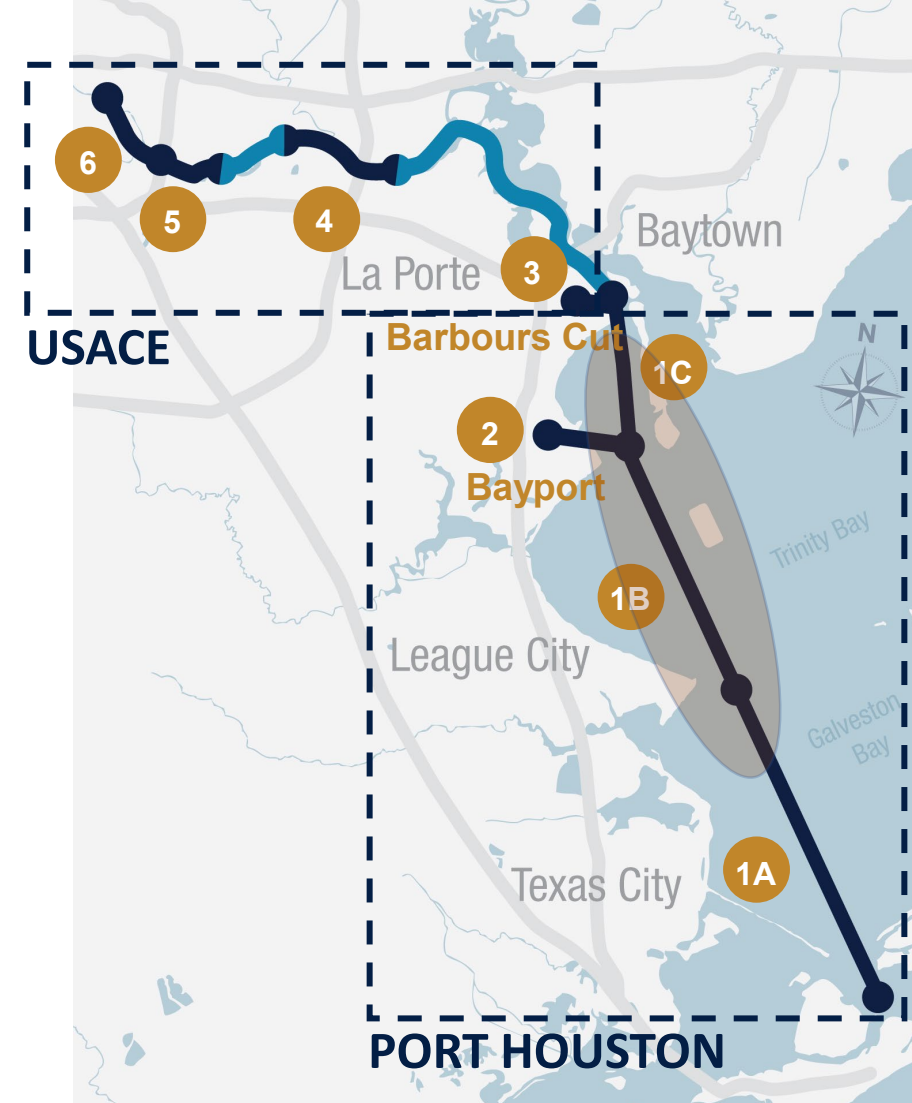 6
5
4
Baytown
La Porte
3
USACE
Barbours Cut
N
1C
2
Bayport
Trinity Bay
1B
League City
Galveston
Bay
1A
Texas City
PORT HOUSTON